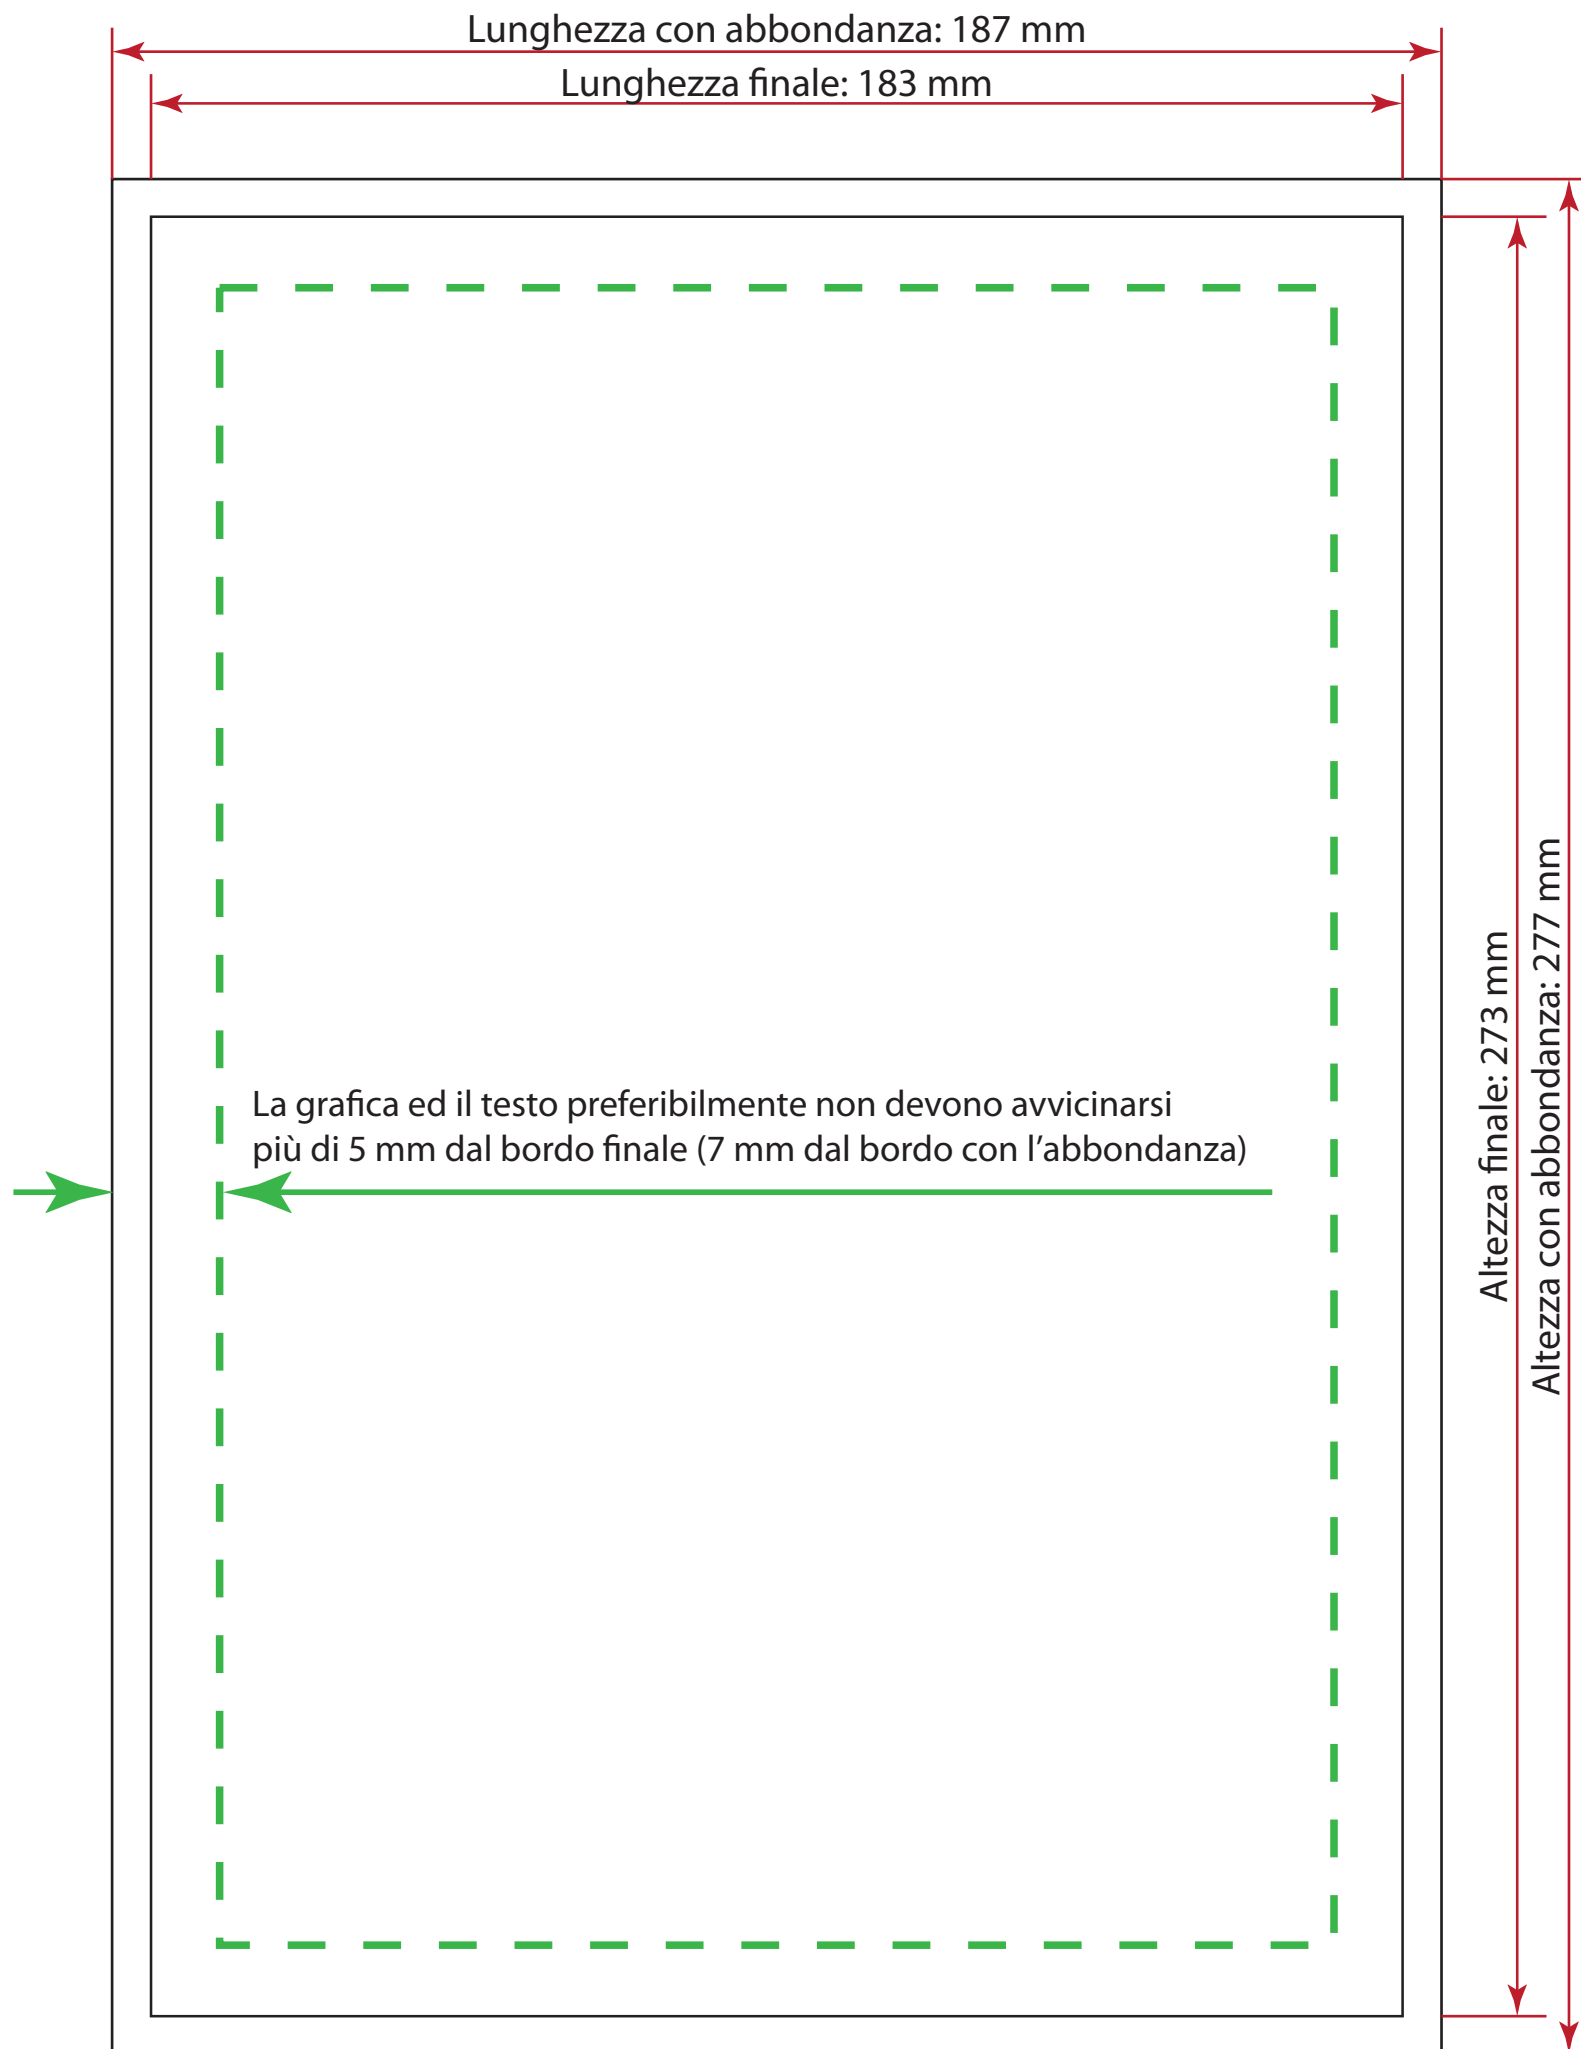 Lunghezza con abbondanza: 187 mm
Lunghezza finale: 183 mm
La grafica ed il testo preferibilmente non devono avvicinarsi
più di 5 mm dal bordo finale (7 mm dal bordo con l’abbondanza)
Altezza finale: 273 mm
Altezza con abbondanza: 277 mm